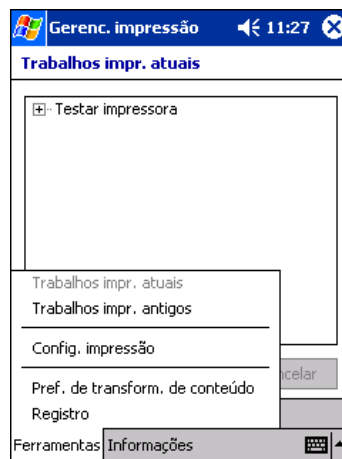 Gerenc. impressão 11:27
Trabalhos impr. atuais
Testar impressora
Trabalhos impr. atuais
Trabalhos impr. antigos
Config. impressão
ncelar
Pref. de transform. de conteúdo
Registro
Ferramentas Informações